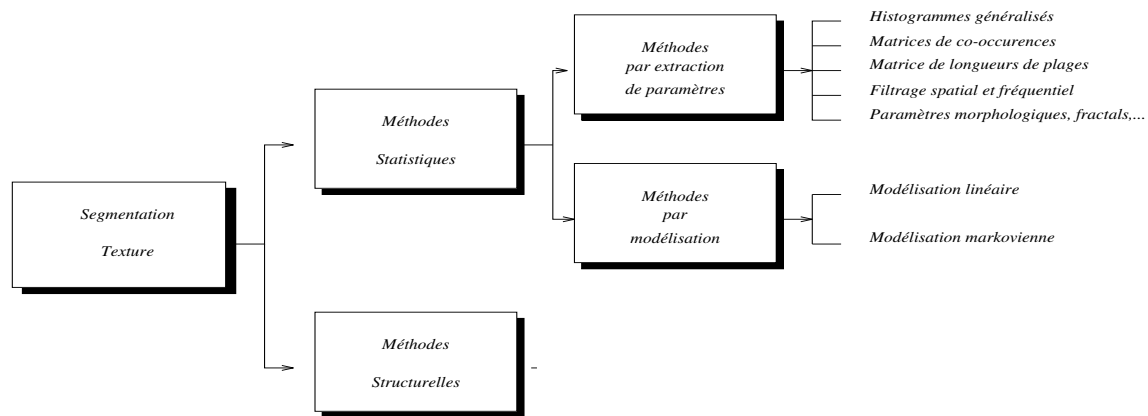 Segmentation
Texture
Méthodes
Statistiques
Méthodes
Structurelles
Méthodes
par extraction
de paramètres
Méthodes
par
modélisation
Histogrammes généralisés
Matrices de co-occurences
Matrice de longueurs de plages
Filtrage spatial et fréquentiel
Paramètres morphologiques, fractals,...
Modélisation linéaire
Modélisation markovienne